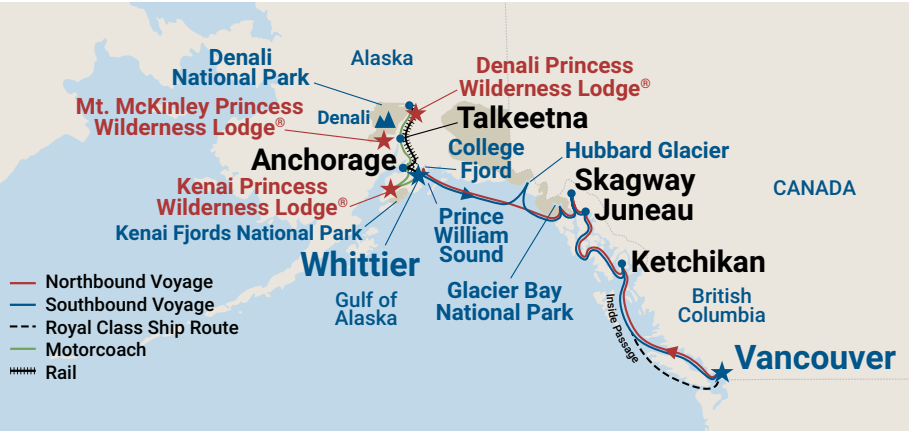 Denali
National Park
Alaska
Denali Princess
Wilderness Lodge®
Mt. McKinley Princess
Wilderness Lodge®
Denali
Talkeetna
College
Fjord
Hubbard Glacier
Anchorage
Skagway
CANADA
Kenai Princess
Wilderness Lodge®
Juneau
Prince
William
Sound
Kenai Fjords National Park
Whittier
Ketchikan
Northbound Voyage
Southbound Voyage
Royal Class Ship Route
Motorcoach
Rail
Gulf of
Alaska
Glacier Bay
National Park
British
Columbia
Inside Passage
Vancouver